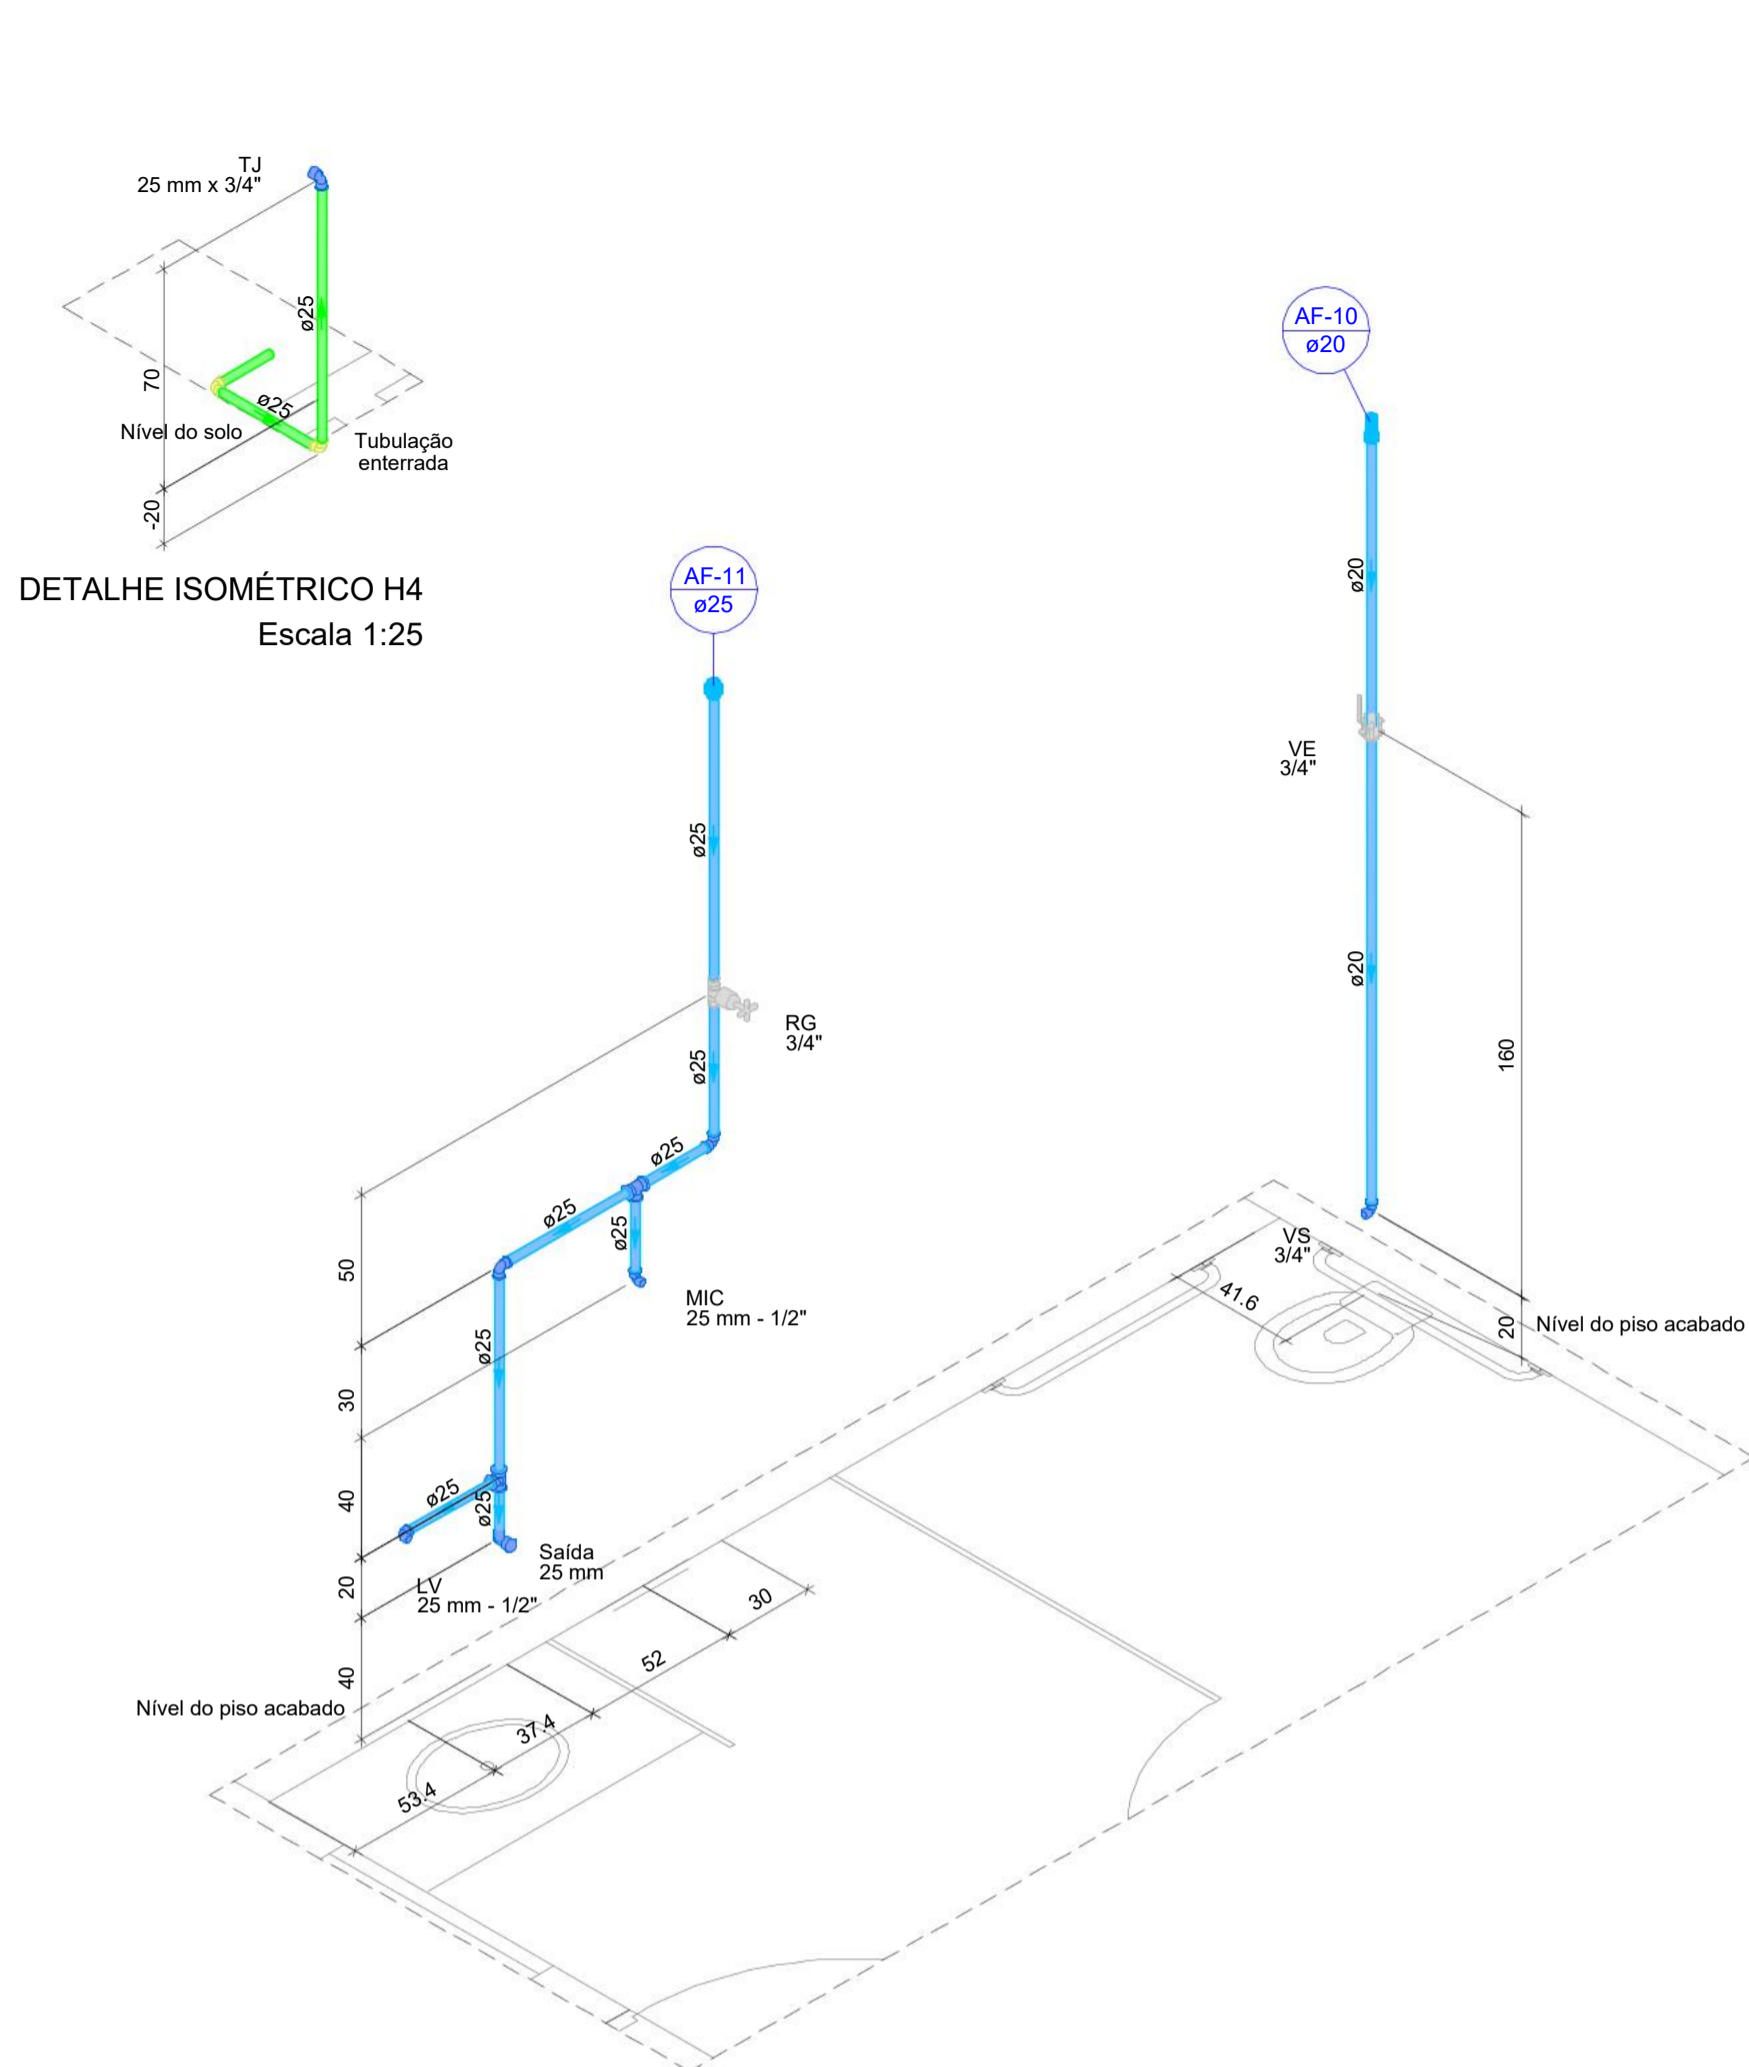 TJ
25 mm x 3/4"
ø25
70
ø25
Nível do solo
Tubulação
enterrada
-20
DETALHE ISOMÉTRICO H4
Escala 1:25
AF-10
ø20
ø20
VE
3/4"
ø20
160
VS
3/4"
41.6
20
Nível do piso acabado
AF-11
ø25
ø25
RG
3/4"
ø25
ø25
ø25
ø25
MIC
25 mm - 1/2"
50
ø25
30
ø25
ø25
40
Saída
25 mm
LV
25 mm - 1/2"
20
40
Nível do piso acabado
30
52
37.4
53.4